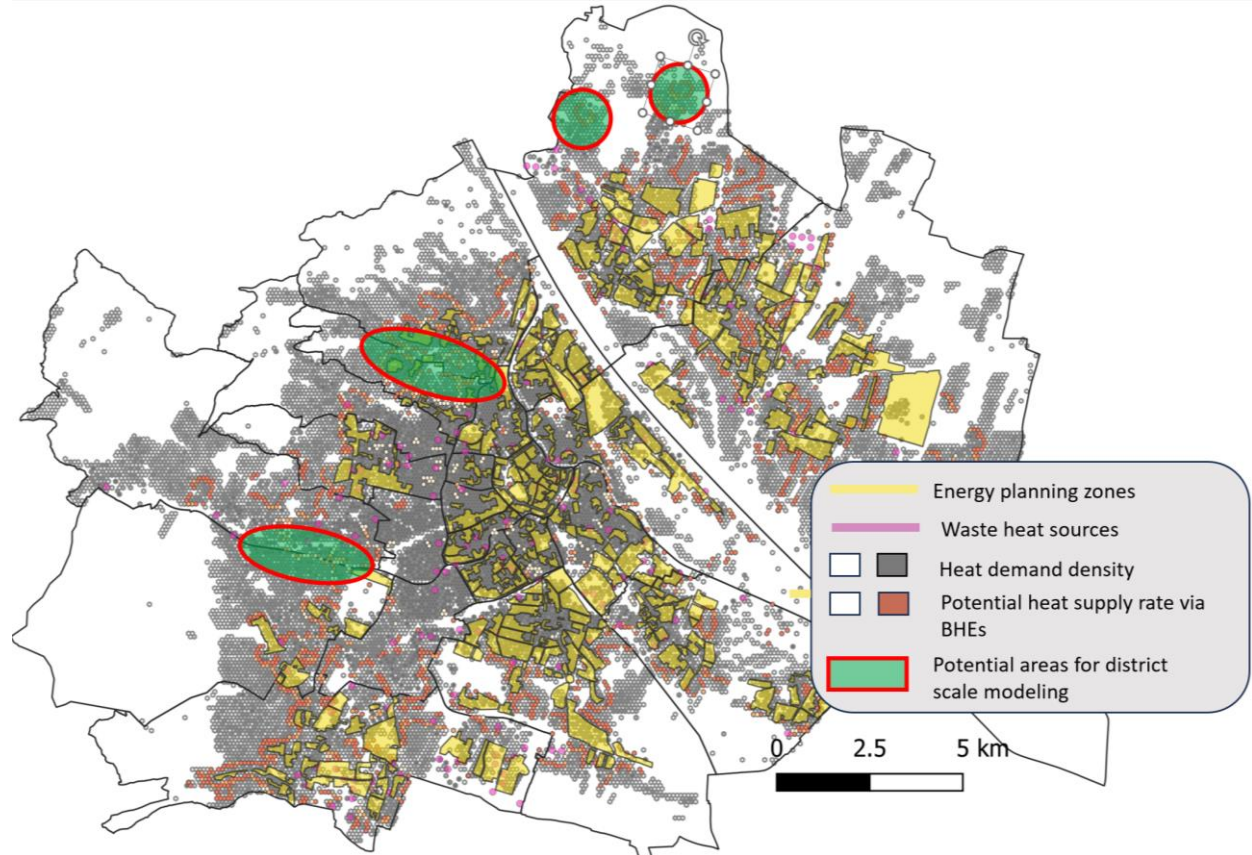 Energy planning zones
Waste heat sources
Heat demand density
Potential heat supply rate via
BHEs
Potential areas for district
scale modeling
0 2.5 5 km